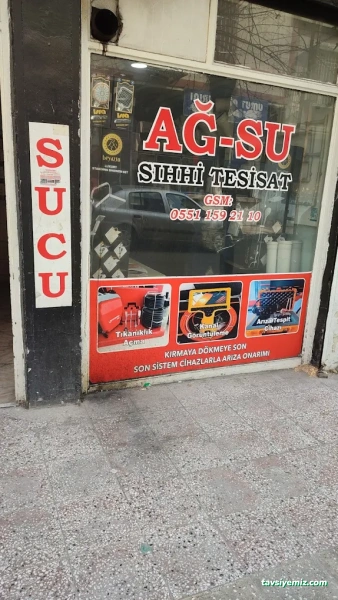 SUCU
AĞ-SU
SIHHİ TESİSAT
GSM:
0551 159 21 10
Tıkanıklık
Açma
Kanal
Görüntüleme
Arıza Tespit
Cihazı
KIRMAYA DÖKMEYE SON
SON SİSTEM CİHAZLARLA ARIZA ONARIMI
tavsiyemiz.com